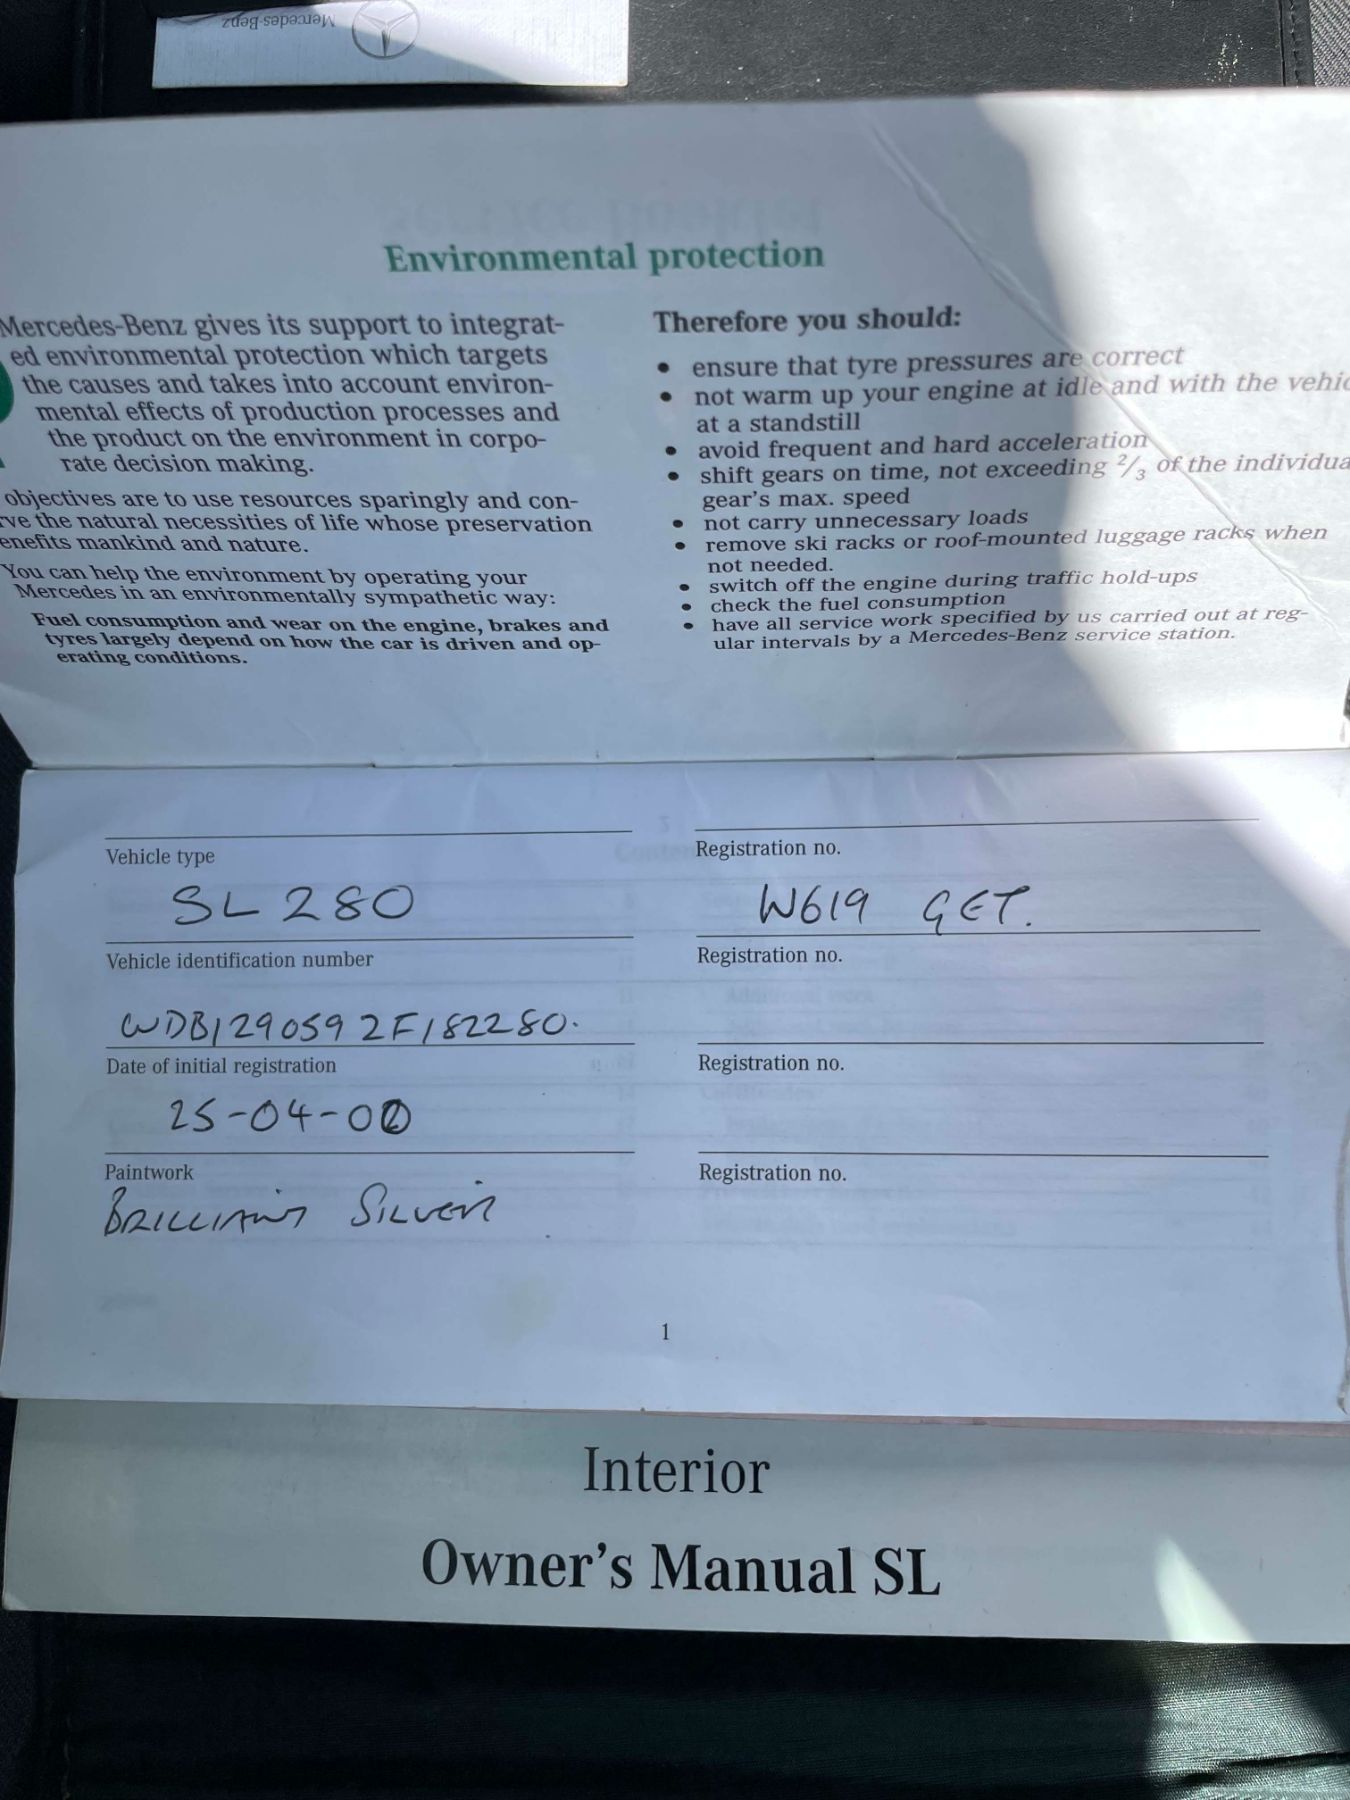 Mercedes-Benz
Environmental protection
Mercedes-Benz gives its support to integrat-
ed environmental protection which targets
the causes and takes into account environ-
mental effects of production processes and
the product on the environment in corpo-
rate decision making.
objectives are to use resources sparingly and con-
rve the natural necessities of life whose preservation
enefits mankind and nature.
You can help the environment by operating your
Mercedes in an environmentally sympathetic way:
Fuel consumption and wear on the engine, brakes and
tyres largely depend on how the car is driven and op-
erating conditions.
Therefore you should:
• ensure that tyre pressures are correct
• not warm up your engine at idle and with the vehic
at a standstill
• avoid frequent and hard acceleration
• shift gears on time, not exceeding 2/3 of the individua
gear's max. speed
• not carry unnecessary loads
• remove ski racks or roof-mounted luggage racks when
not needed.
• switch off the engine during traffic hold-ups
• check the fuel consumption
• have all service work specified by us carried out at reg-
ular intervals by a Mercedes-Benz service station.
Vehicle type
SL 280
Vehicle identification number
WDB1290592F182280.
Date of initial registration
25-04-00
Paintwork
BRILLIANT SILVER
Registration no.
W619 GET.
Registration no.
Registration no.
Registration no.
1
Interior
Owner's Manual SL